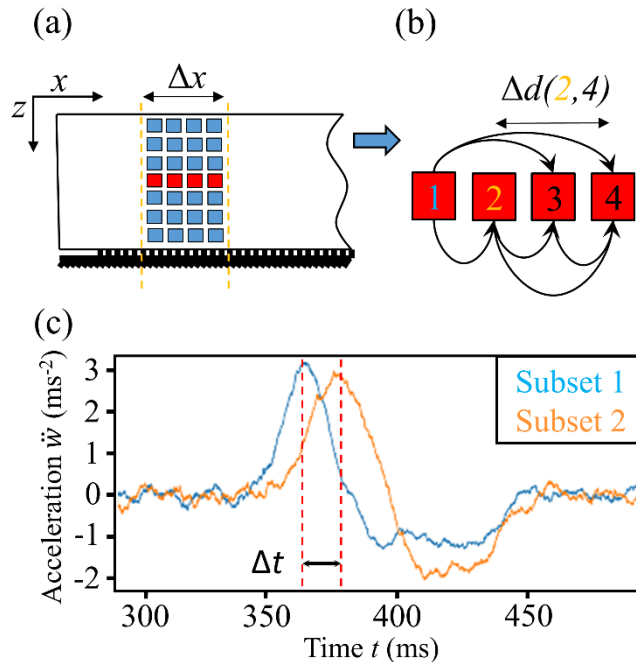 (a)
x
Δx
z
(b)
Δd(2,4)
1
2
3
4
(c)
Acceleration ẅ (ms⁻²)
3
2
1
0
-1
-2
Subset 1
Subset 2
Δt
300
350
400
450
Time t (ms)